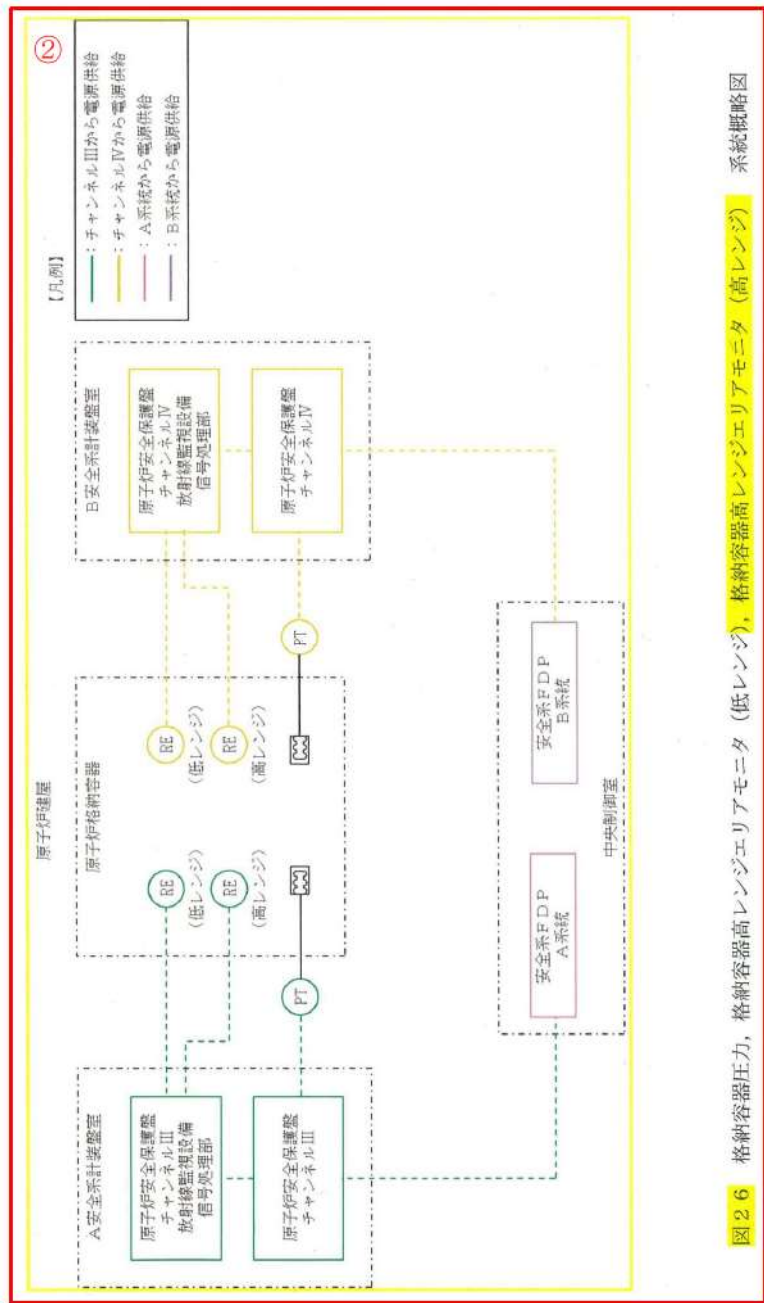 ②
【凡例】
：チャンネルⅢから電源供給
：チャンネルⅣから電源供給
：A系統から電源供給
：B系統から電源供給
原子炉建屋
A安全系計装盤室
原子炉安全保護盤
チャンネルⅢ
放射線監視設備
信号処理部
原子炉安全保護盤
チャンネルⅢ
原子炉格納容器
RE
(低レンジ)
RE
(高レンジ)
PT
RE
(低レンジ)
RE
(高レンジ)
PT
B安全系計装盤室
原子炉安全保護盤
チャンネルⅣ
放射線監視設備
信号処理部
原子炉安全保護盤
チャンネルⅣ
安全系FDP
A系統
安全系FDP
B系統
中央制御室
図26 格納容器圧力，格納容器高レンジエリアモニタ（低レンジ），格納容器高レンジエリアモニタ（高レンジ） 系統概略図